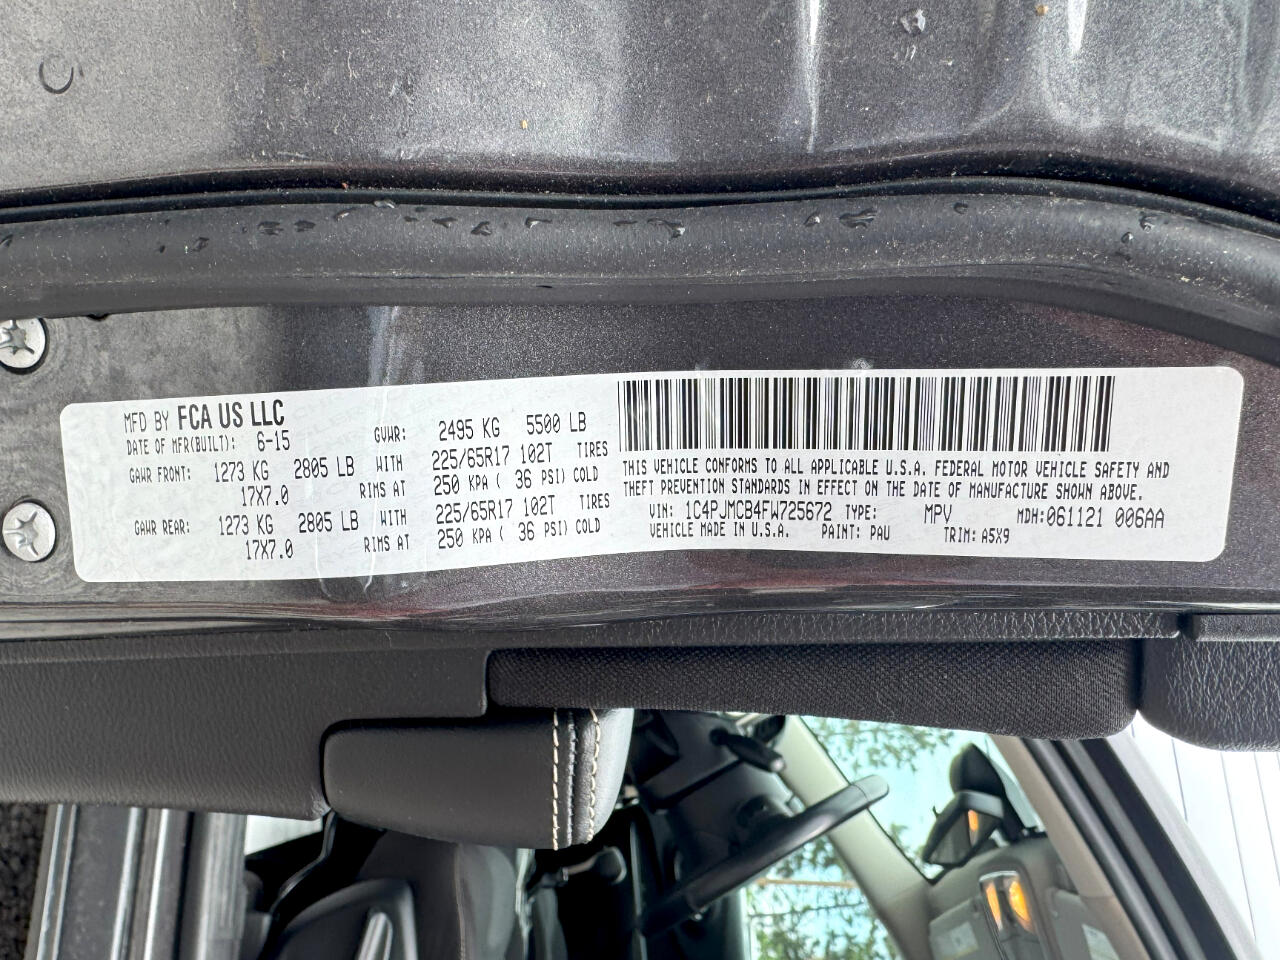 MFD BY FCA US LLC
DATE OF MFR(BUILT): 6-15 GVWR: 2495 KG 5500 LB
GAWR FRONT: 1273 KG 2805 LB WITH 225/65R17 102T TIRES
17X7.0 RIMS AT 250 KPA ( 36 PSI) COLD
GAWR REAR: 1273 KG 2805 LB WITH 225/65R17 102T TIRES
17X7.0 RIMS AT 250 KPA ( 36 PSI) COLD
THIS VEHICLE CONFORMS TO ALL APPLICABLE U.S.A. FEDERAL MOTOR VEHICLE SAFETY AND
THEFT PREVENTION STANDARDS IN EFFECT ON THE DATE OF MANUFACTURE SHOWN ABOVE.
VIN: 1C4PJMCB4FW725672 TYPE: MPV MDH:061121 006AA
VEHICLE MADE IN U.S.A. PAINT: PAU TRIM: A5X9